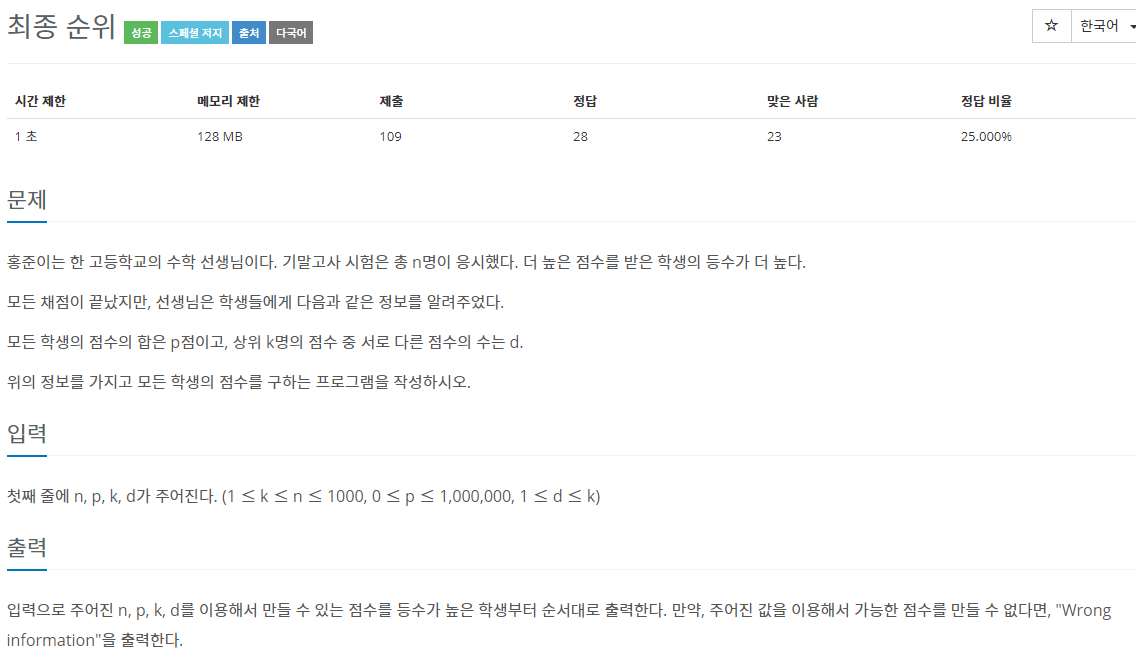 최종 순위 성공 스페셜 저지 출처 다국어
☆ 한국어
시간 제한 메모리 제한 제출 정답 맞은 사람 정답 비율
1 초 128 MB 109 28 23 25.000%
문제
홍준이는 한 고등학교의 수학 선생님이다. 기말고사 시험은 총 n명이 응시했다. 더 높은 점수를 받은 학생의 등수가 더 높다.
모든 채점이 끝났지만, 선생님은 학생들에게 다음과 같은 정보를 알려주었다.
모든 학생의 점수의 합은 p점이고, 상위 k명의 점수 중 서로 다른 점수의 수는 d.
위의 정보를 가지고 모든 학생의 점수를 구하는 프로그램을 작성하시오.
입력
첫째 줄에 n, p, k, d가 주어진다. (1 ≤ k ≤ n ≤ 1000, 0 ≤ p ≤ 1,000,000, 1 ≤ d ≤ k)
출력
입력으로 주어진 n, p, k, d를 이용해서 만들 수 있는 점수를 등수가 높은 학생부터 순서대로 출력한다. 만약, 주어진 값을 이용해서 가능한 점수를 만들 수 없다면, "Wrong
information"을 출력한다.